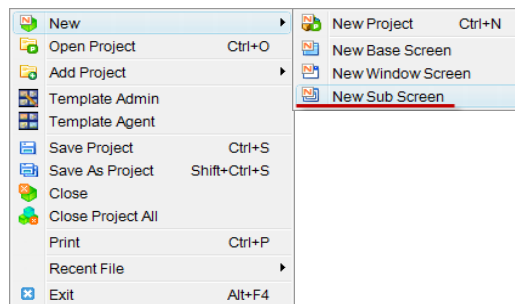 New
Open Project Ctrl+O
Add Project
Template Admin
Template Agent
Save Project Ctrl+S
Save As Project Shift+Ctrl+S
Close
Close Project All
Print Ctrl+P
Recent File
Exit Alt+F4
New Project Ctrl+N
New Base Screen
New Window Screen
New Sub Screen